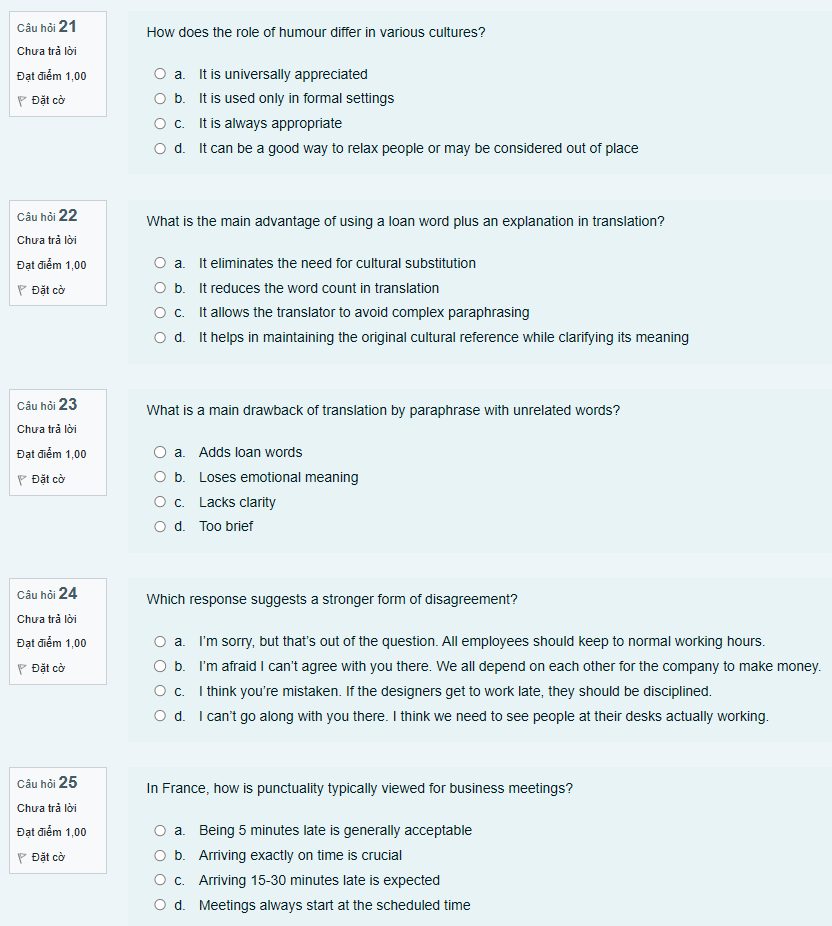 Câu hỏi 21
Chưa trả lời
Đạt điểm 1,00
Đặt cờ
How does the role of humour differ in various cultures?
a. It is universally appreciated
b. It is used only in formal settings
c. It is always appropriate
d. It can be a good way to relax people or may be considered out of place
Câu hỏi 22
Chưa trả lời
Đạt điểm 1,00
Đặt cờ
What is the main advantage of using a loan word plus an explanation in translation?
a. It eliminates the need for cultural substitution
b. It reduces the word count in translation
c. It allows the translator to avoid complex paraphrasing
d. It helps in maintaining the original cultural reference while clarifying its meaning
Câu hỏi 23
Chưa trả lời
Đạt điểm 1,00
Đặt cờ
What is a main drawback of translation by paraphrase with unrelated words?
a. Adds loan words
b. Loses emotional meaning
c. Lacks clarity
d. Too brief
Câu hỏi 24
Chưa trả lời
Đạt điểm 1,00
Đặt cờ
Which response suggests a stronger form of disagreement?
a. I'm sorry, but that's out of the question. All employees should keep to normal working hours.
b. I'm afraid I can't agree with you there. We all depend on each other for the company to make money.
c. I think you're mistaken. If the designers get to work late, they should be disciplined.
d. I can't go along with you there. I think we need to see people at their desks actually working.
Câu hỏi 25
Chưa trả lời
Đạt điểm 1,00
Đặt cờ
In France, how is punctuality typically viewed for business meetings?
a. Being 5 minutes late is generally acceptable
b. Arriving exactly on time is crucial
c. Arriving 15-30 minutes late is expected
d. Meetings always start at the scheduled time